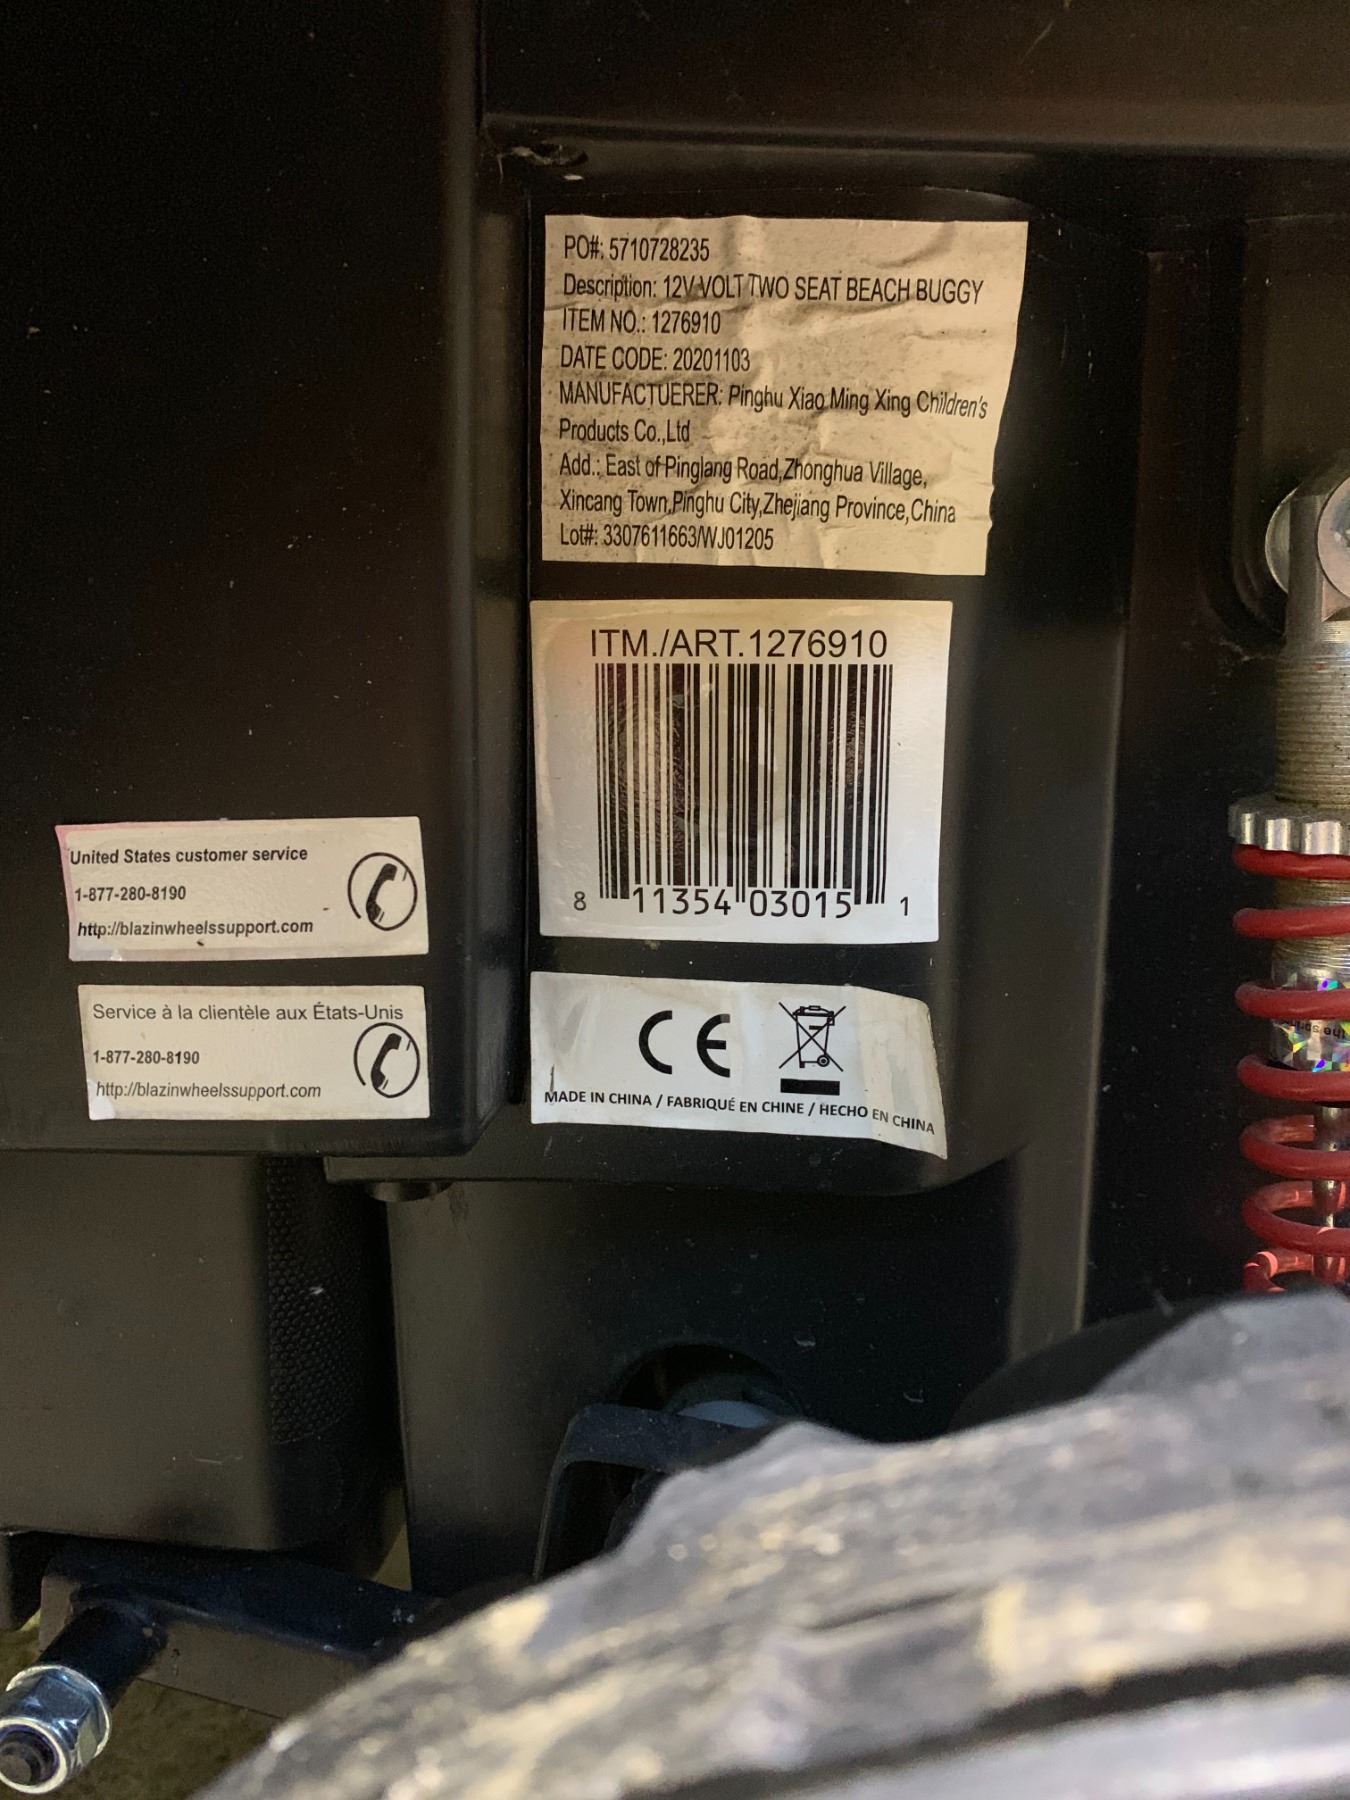 PO#: 5710728235
Description: 12V VOLT TWO SEAT BEACH BUGGY
ITEM NO.: 1276910
DATE CODE: 20201103
MANUFACTUERER: Pinghu Xiao Ming Xing Children's
Products Co.,Ltd
Add.: East of Pinglang Road,Zhonghua Village,
Xincang Town,Pinghu City,Zhejiang Province,China
Lot#: 3307611663/WJ01205
ITM./ART.1276910
8 11354 03015 1
CE
MADE IN CHINA / FABRIQUÉ EN CHINE / HECHO EN CHINA
United States customer service
1-877-280-8190
http://blazinwheelssupport.com
Service à la clientèle aux États-Unis
1-877-280-8190
http://blazinwheelssupport.com